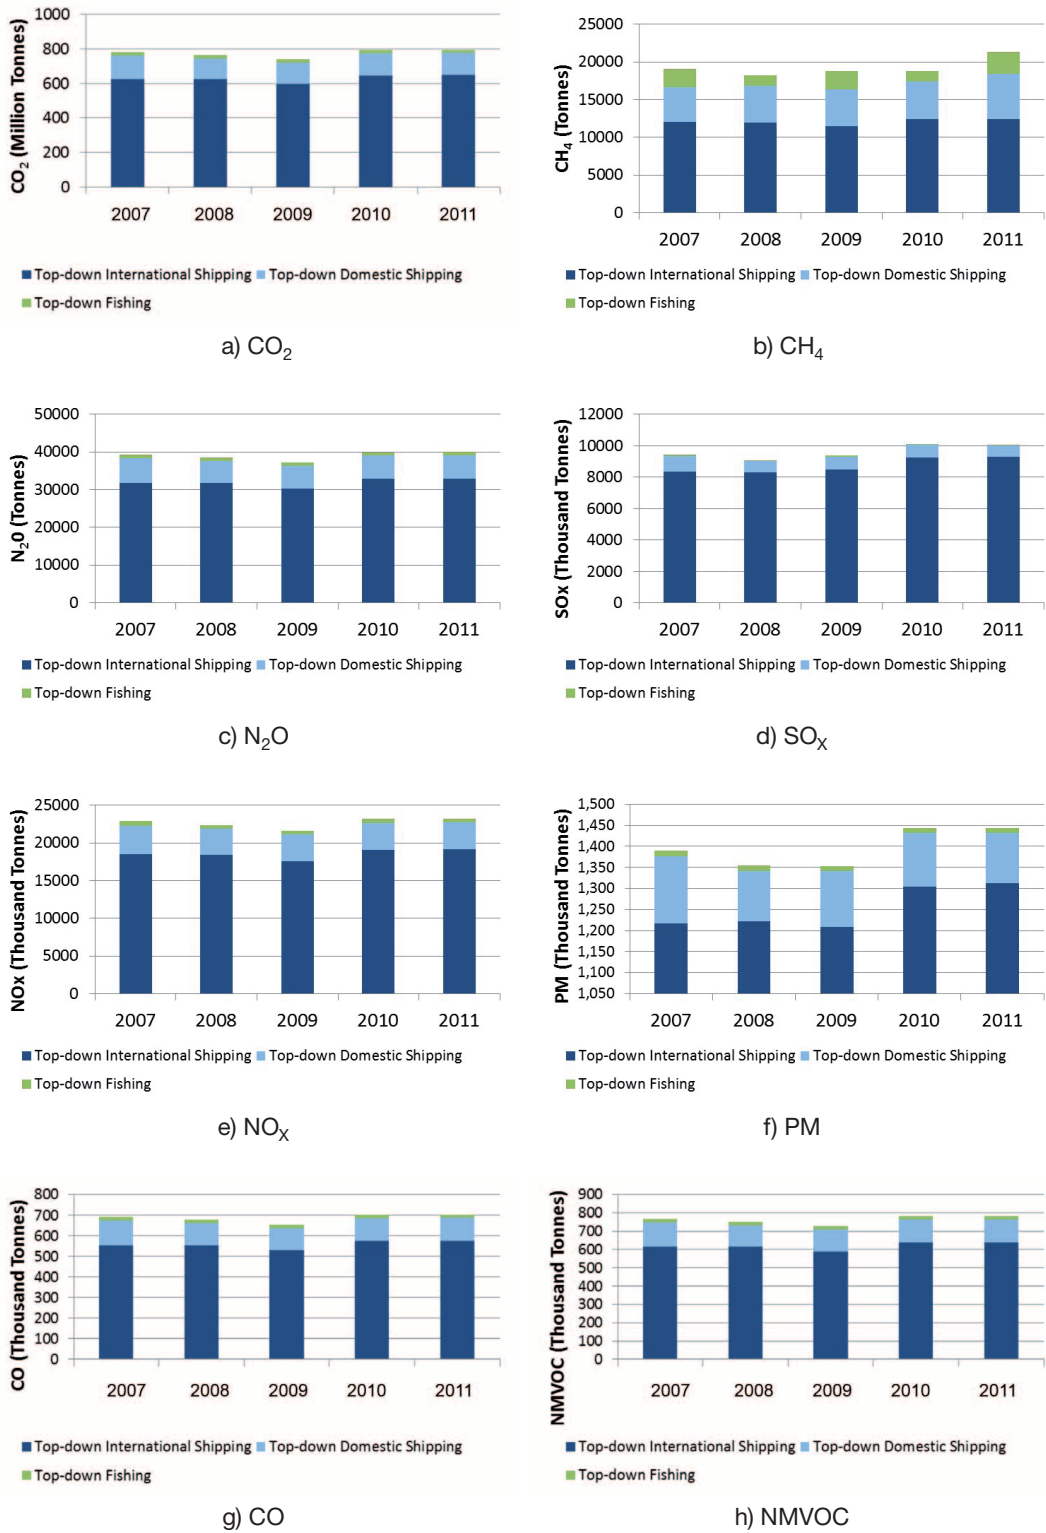 CO2 (Million Tonnes)
1000
800
600
400
200
0
2007 2008 2009 2010 2011
Top-down International Shipping Top-down Domestic Shipping
Top-down Fishing
a) CO2
CH4 (Tonnes)
25000
20000
15000
10000
5000
0
2007 2008 2009 2010 2011
Top-down International Shipping Top-down Domestic Shipping
Top-down Fishing
b) CH4
N20 (Tonnes)
50000
40000
30000
20000
10000
0
2007 2008 2009 2010 2011
Top-down International Shipping Top-down Domestic Shipping
Top-down Fishing
c) N2O
SOx (Thousand Tonnes)
12000
10000
8000
6000
4000
2000
0
2007 2008 2009 2010 2011
Top-down International Shipping Top-down Domestic Shipping
Top-down Fishing
d) SOX
NOx (Thousand Tonnes)
25000
20000
15000
10000
5000
0
2007 2008 2009 2010 2011
Top-down International Shipping Top-down Domestic Shipping
Top-down Fishing
e) NOX
PM (Thousand Tonnes)
1,500
1,450
1,400
1,350
1,300
1,250
1,200
1,150
1,100
1,050
2007 2008 2009 2010 2011
Top-down International Shipping Top-down Domestic Shipping
Top-down Fishing
f) PM
CO (Thousand Tonnes)
800
700
600
500
400
300
200
100
0
2007 2008 2009 2010 2011
Top-down International Shipping Top-down Domestic Shipping
Top-down Fishing
g) CO
NMVOC (Thousand Tonnes)
900
800
700
600
500
400
300
200
100
0
2007 2008 2009 2010 2011
Top-down International Shipping Top-down Domestic Shipping
Top-down Fishing
h) NMVOC